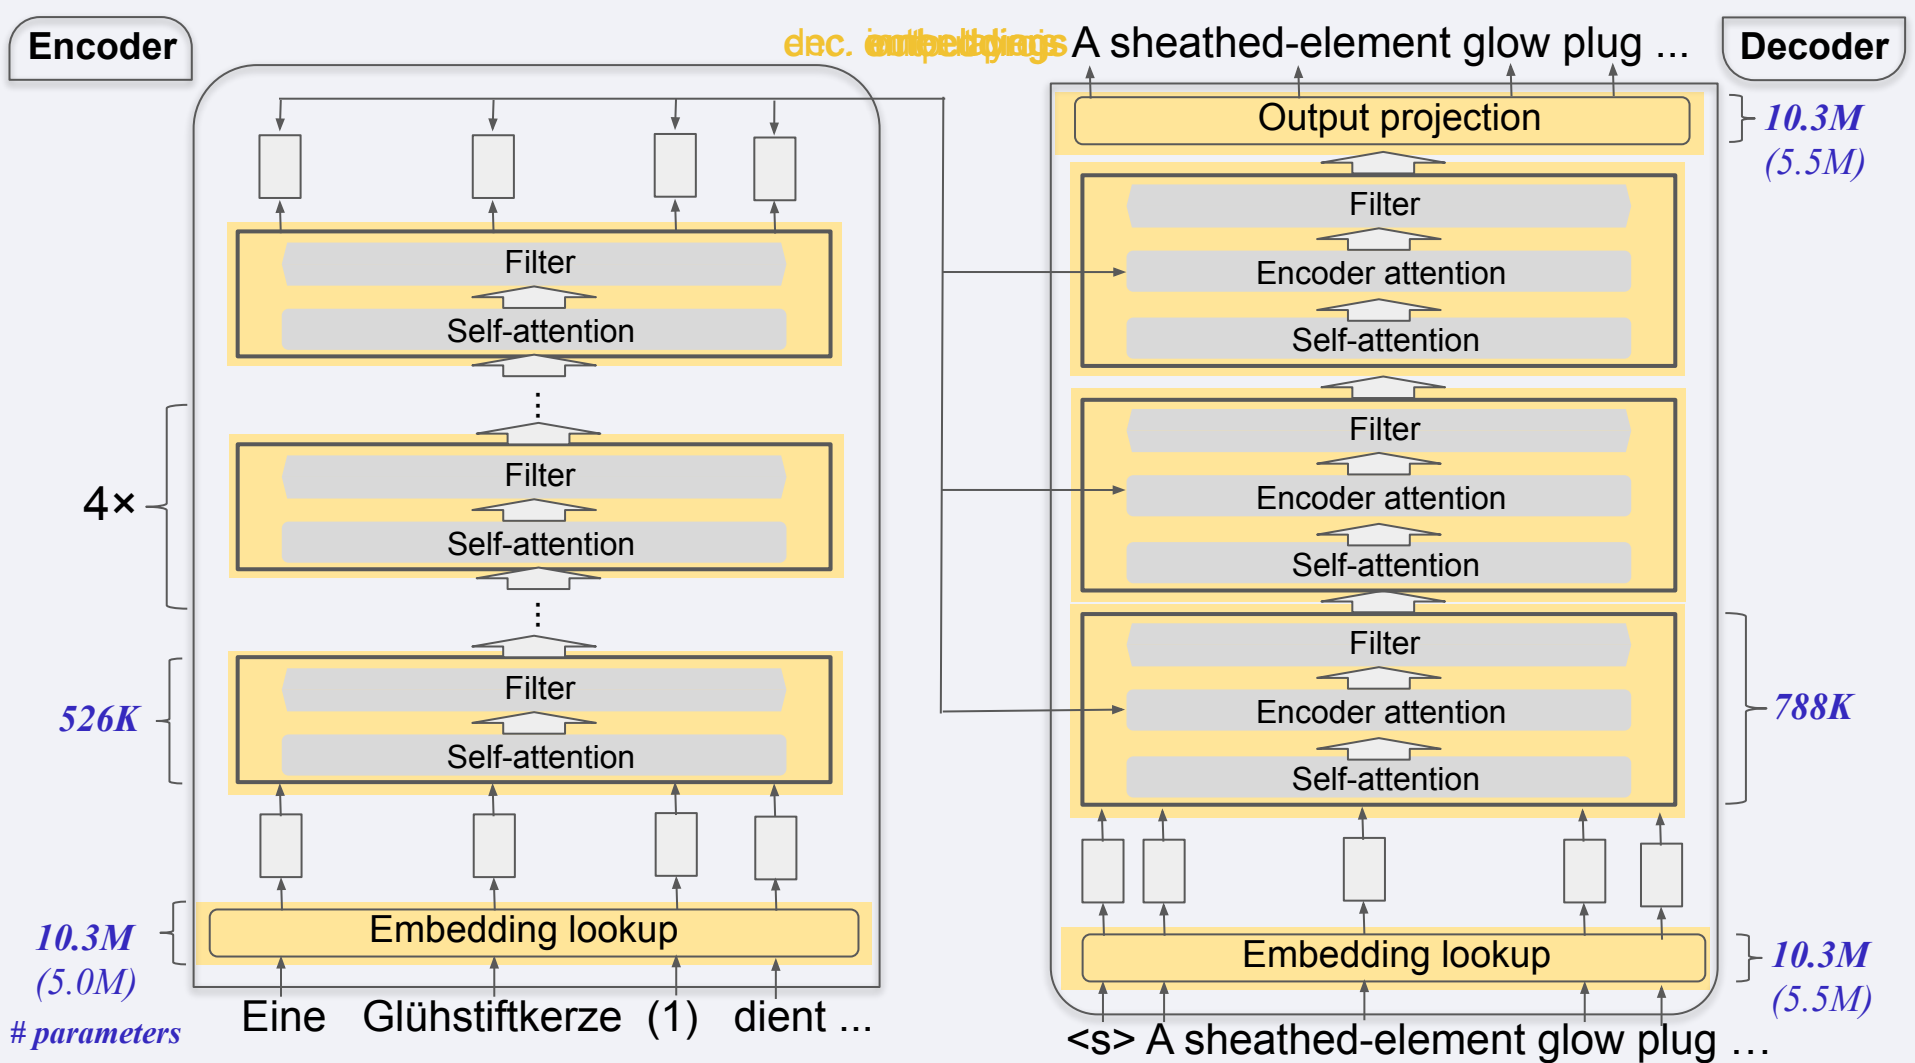 Encoder
Filter
Self-attention
4×
Filter
Self-attention
526K
Filter
Self-attention
10.3M
(5.0M)
Embedding lookup
# parameters
Eine Glühstiftkerze (1) dient ...
A sheathed-element glow plug ...
Decoder
Output projection
10.3M
(5.5M)
Filter
Encoder attention
Self-attention
Filter
Encoder attention
Self-attention
Filter
Encoder attention
Self-attention
788K
Embedding lookup
10.3M
(5.5M)
<s> A sheathed-element glow plug ...